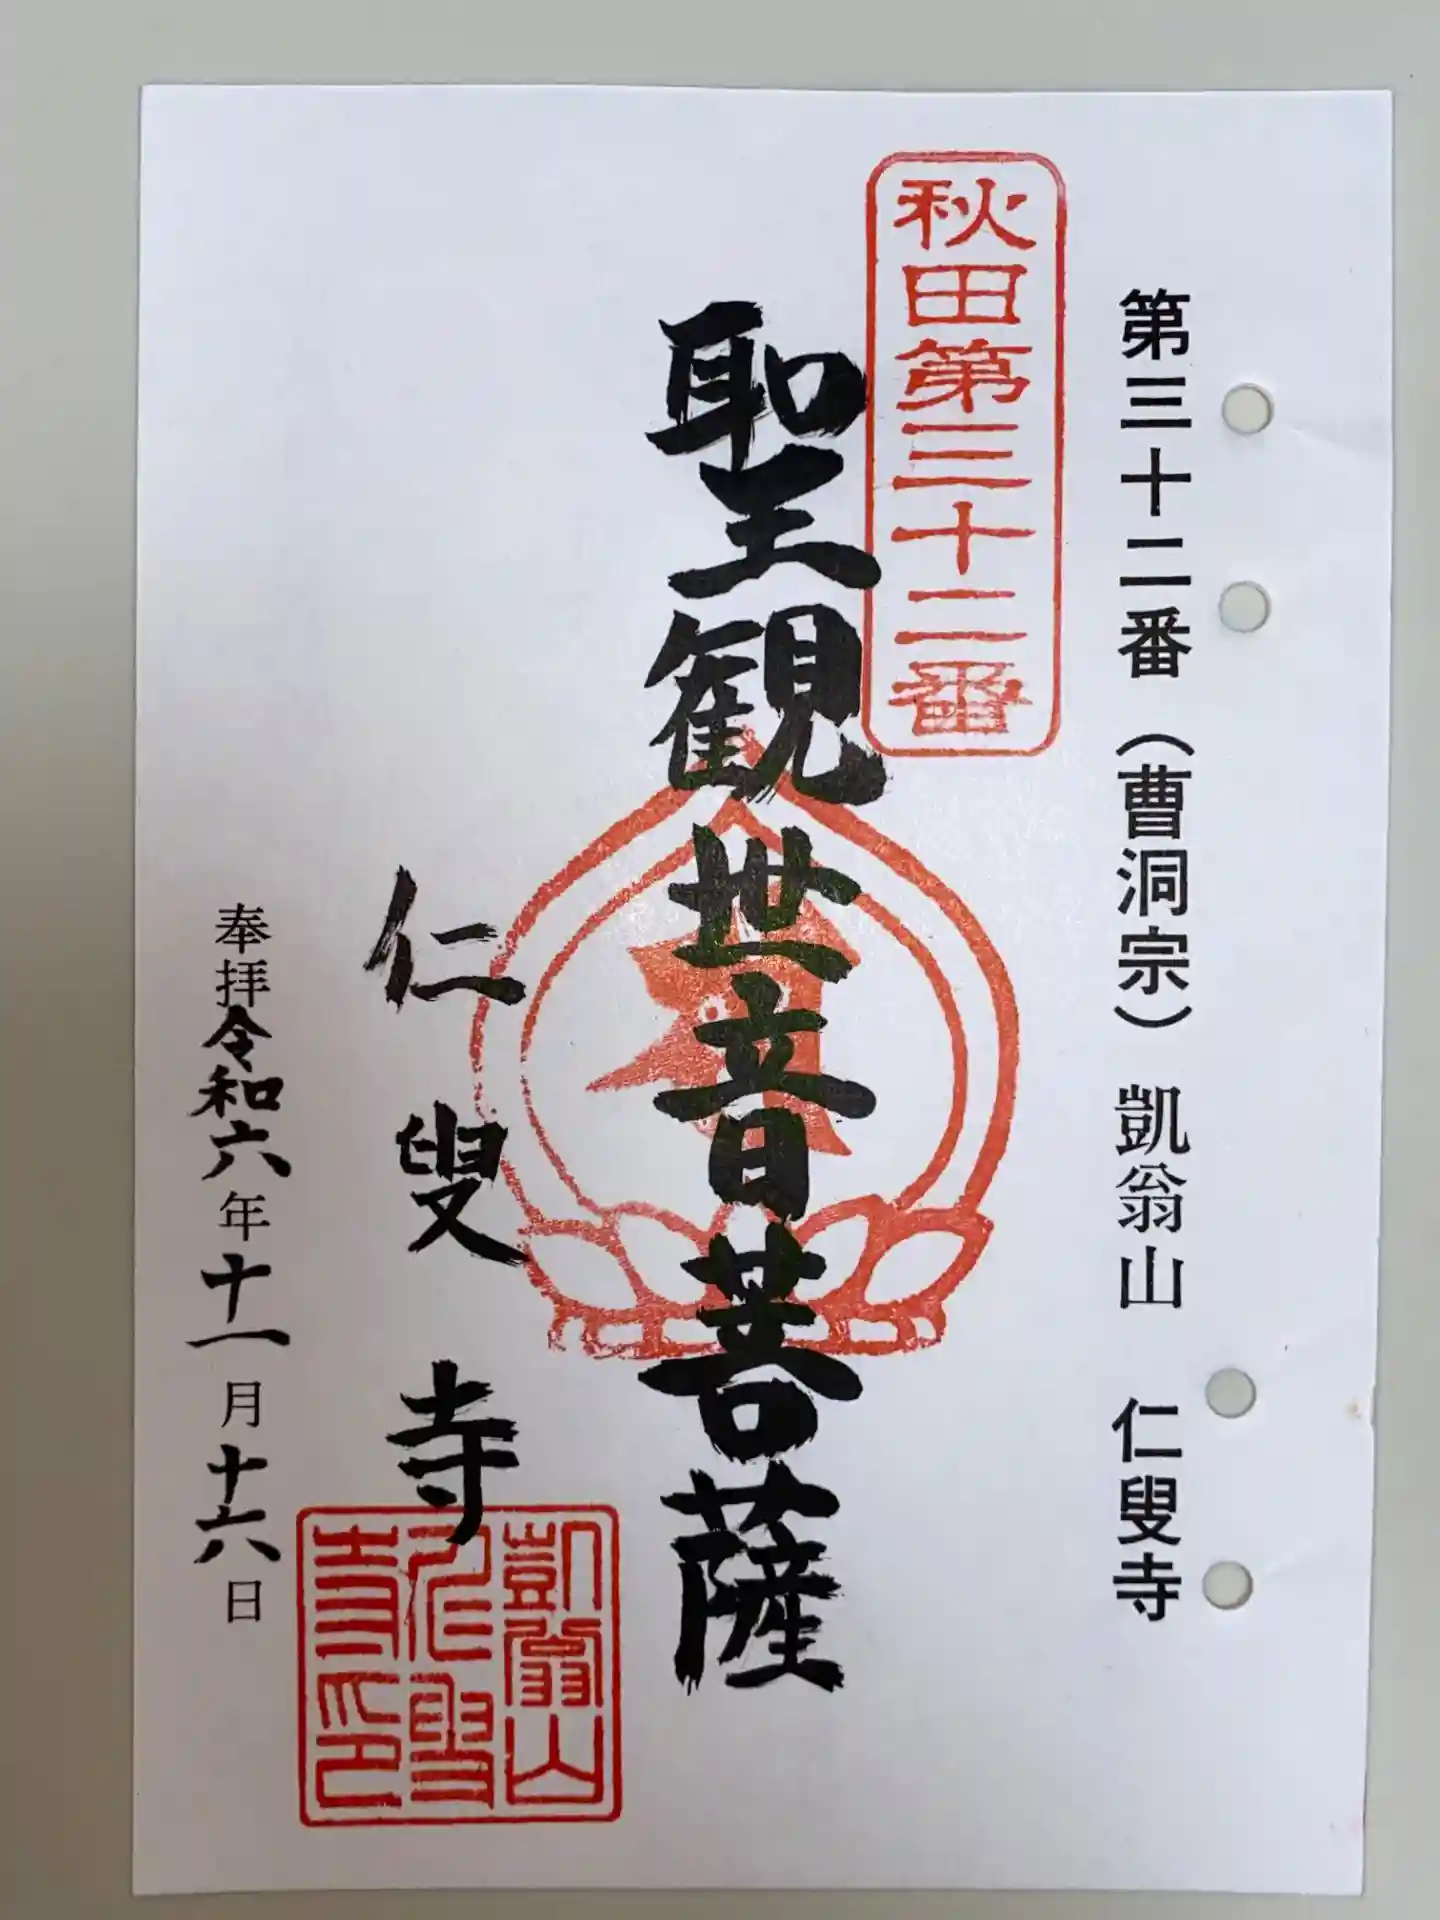 第三十二番（曹洞宗） 凱翁山 仁叟寺
秋田第三十二番
聖観世音菩薩
仁叟寺
凱翁山
仁叟
寺印
奉拝令和六年十一月十六日